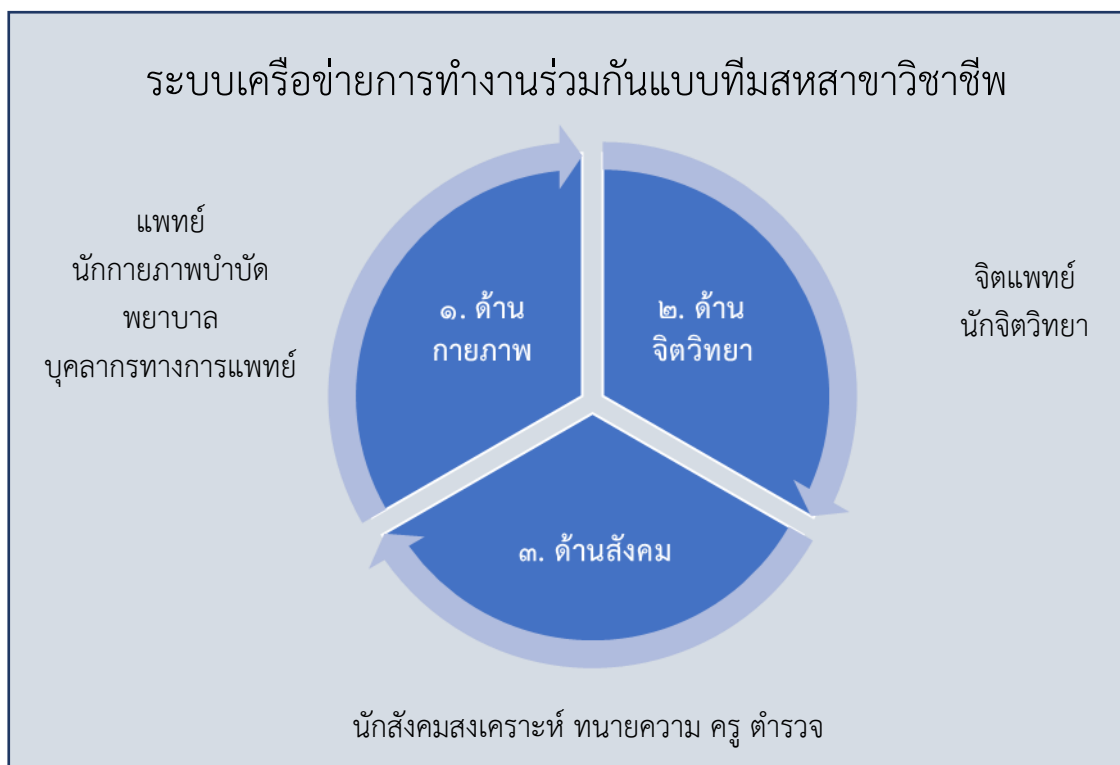 ระบบเครือข่ายการทำงานร่วมกันแบบทีมสหสาขาวิชาชีพ
แพทย์
นักกายภาพบำบัด
พยาบาล
บุคลากรทางการแพทย์
๑. ด้าน
กายภาพ
๒. ด้าน
จิตวิทยา
จิตแพทย์
นักจิตวิทยา
๓. ด้านสังคม
นักสังคมสงเคราะห์ ทนายความ ครู ตำรวจ